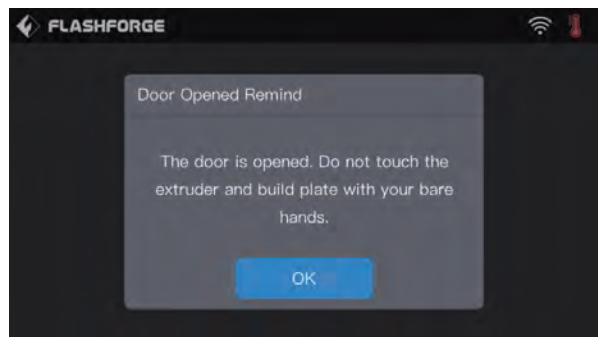 FLASHFORGE
Door Opened Remind
The door is opened. Do not touch the
extruder and build plate with your bare
hands.
OK